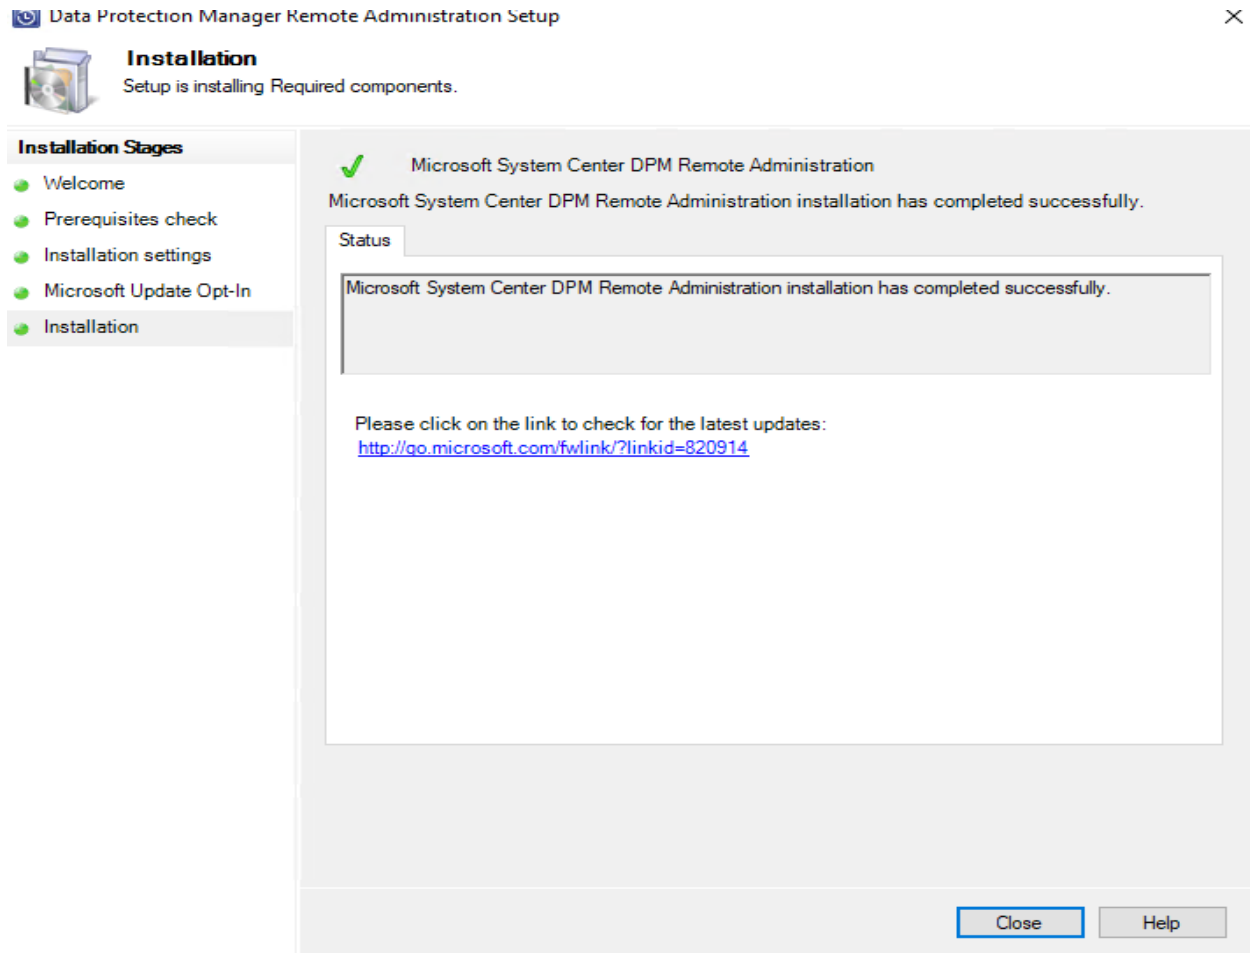 Data Protection Manager Remote Administration Setup
Installation
Setup is installing Required components.
Installation Stages
Welcome
Prerequisites check
Installation settings
Microsoft Update Opt-In
Installation
Microsoft System Center DPM Remote Administration
Microsoft System Center DPM Remote Administration installation has completed successfully.
Status
Microsoft System Center DPM Remote Administration installation has completed successfully.
Please click on the link to check for the latest updates:
http://go.microsoft.com/fwlink/?linkid=820914
Close
Help